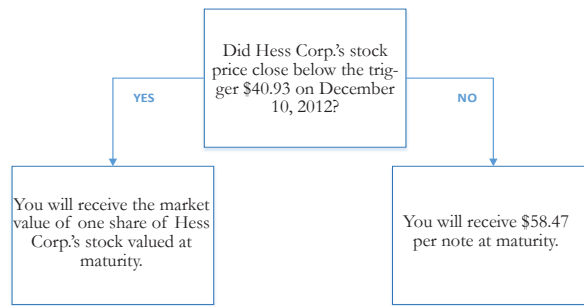 Did Hess Corp.'s stock
price close below the trig-
ger $40.93 on December
10, 2012?
YES
NO
You will receive the market
value of one share of Hess
Corp.'s stock valued at
maturity.
You will receive $58.47
per note at maturity.